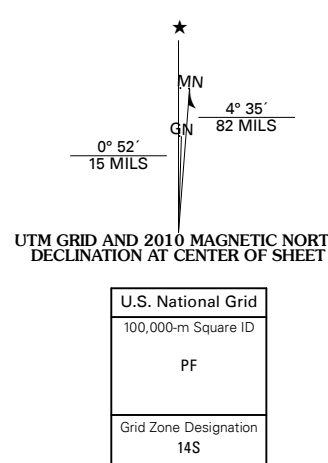 ★
MN
GN
4° 35´
82 MILS
0° 52´
15 MILS
UTM GRID AND 2010 MAGNETIC NORT
DECLINATION AT CENTER OF SHEET
U.S. National Grid
100,000-m Square ID
PF
Grid Zone Designation
14S